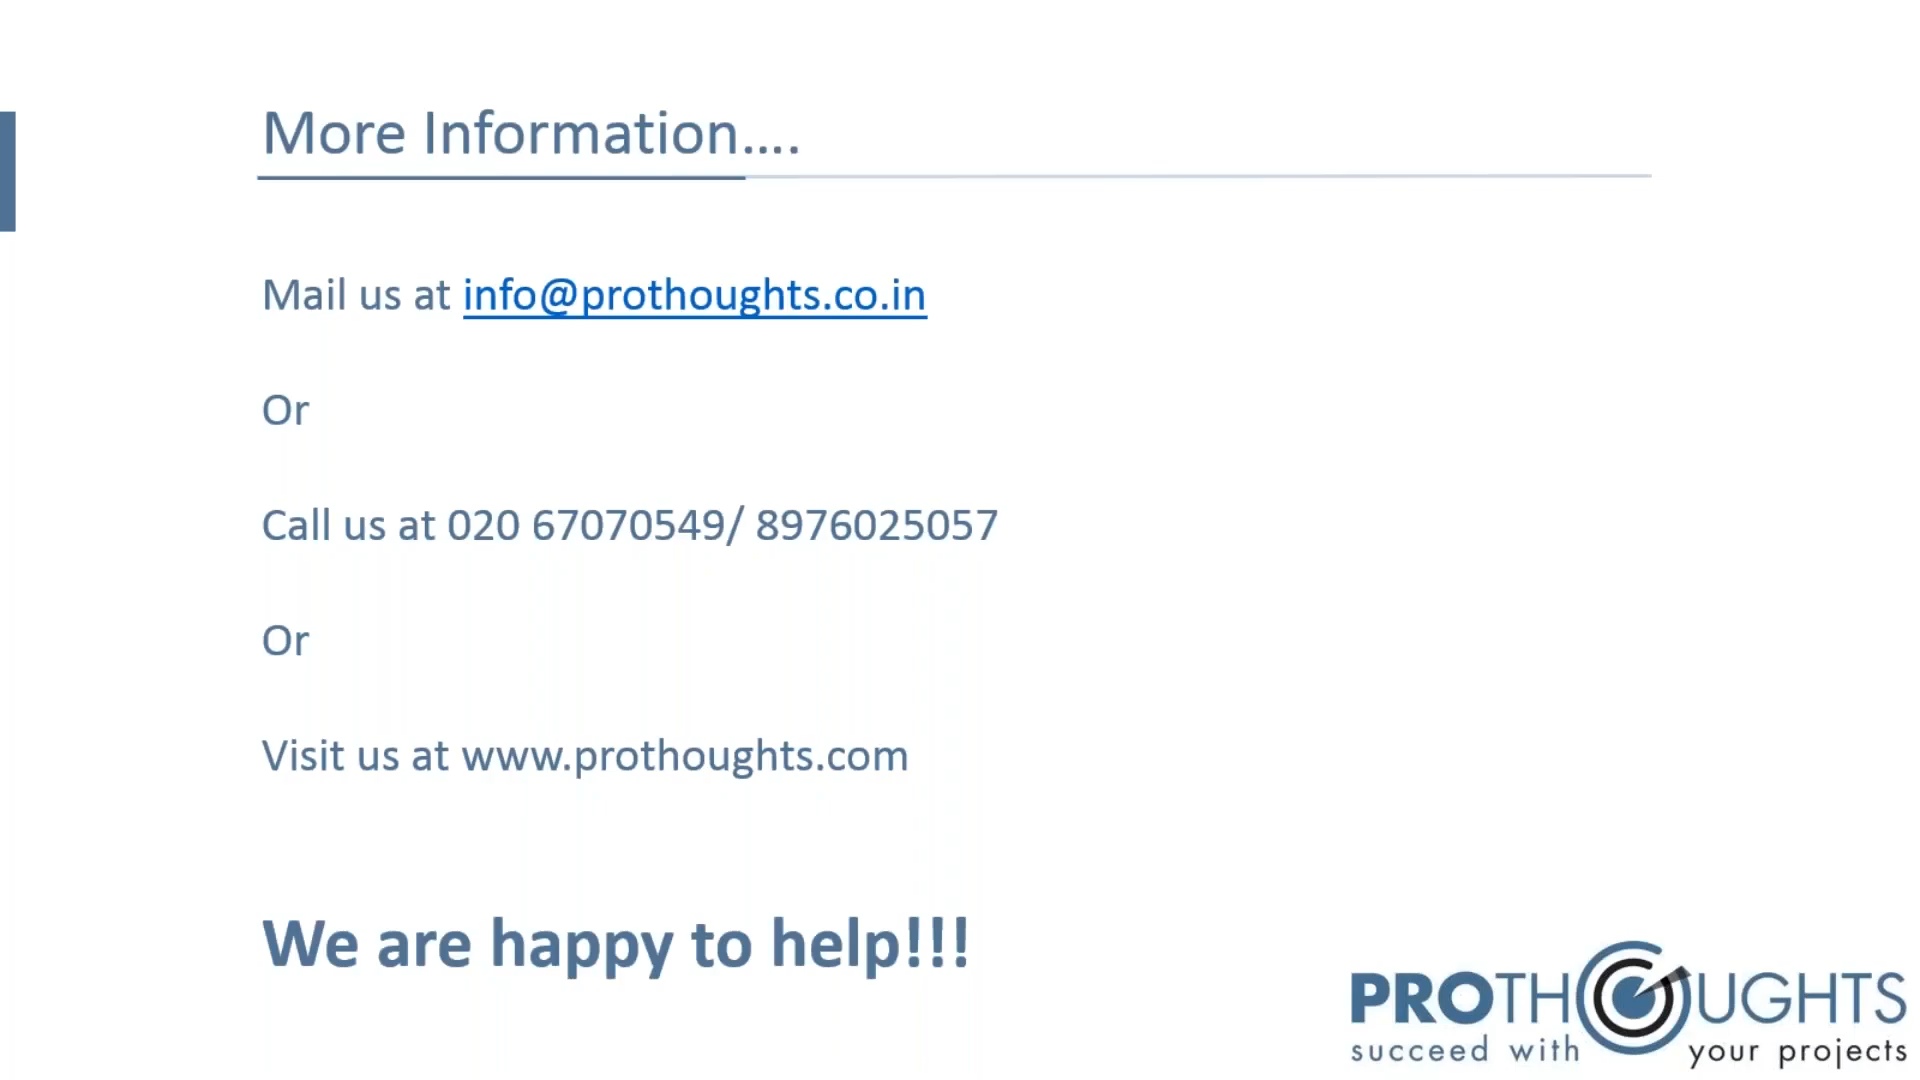 More Information....
Mail us at info@prothoughts.co.in
Or
Call us at 020 67070549/ 8976025057
Or
Visit us at www.prothoughts.com
We are happy to help!!!
PROTHOUGHTS
succeed with your projects